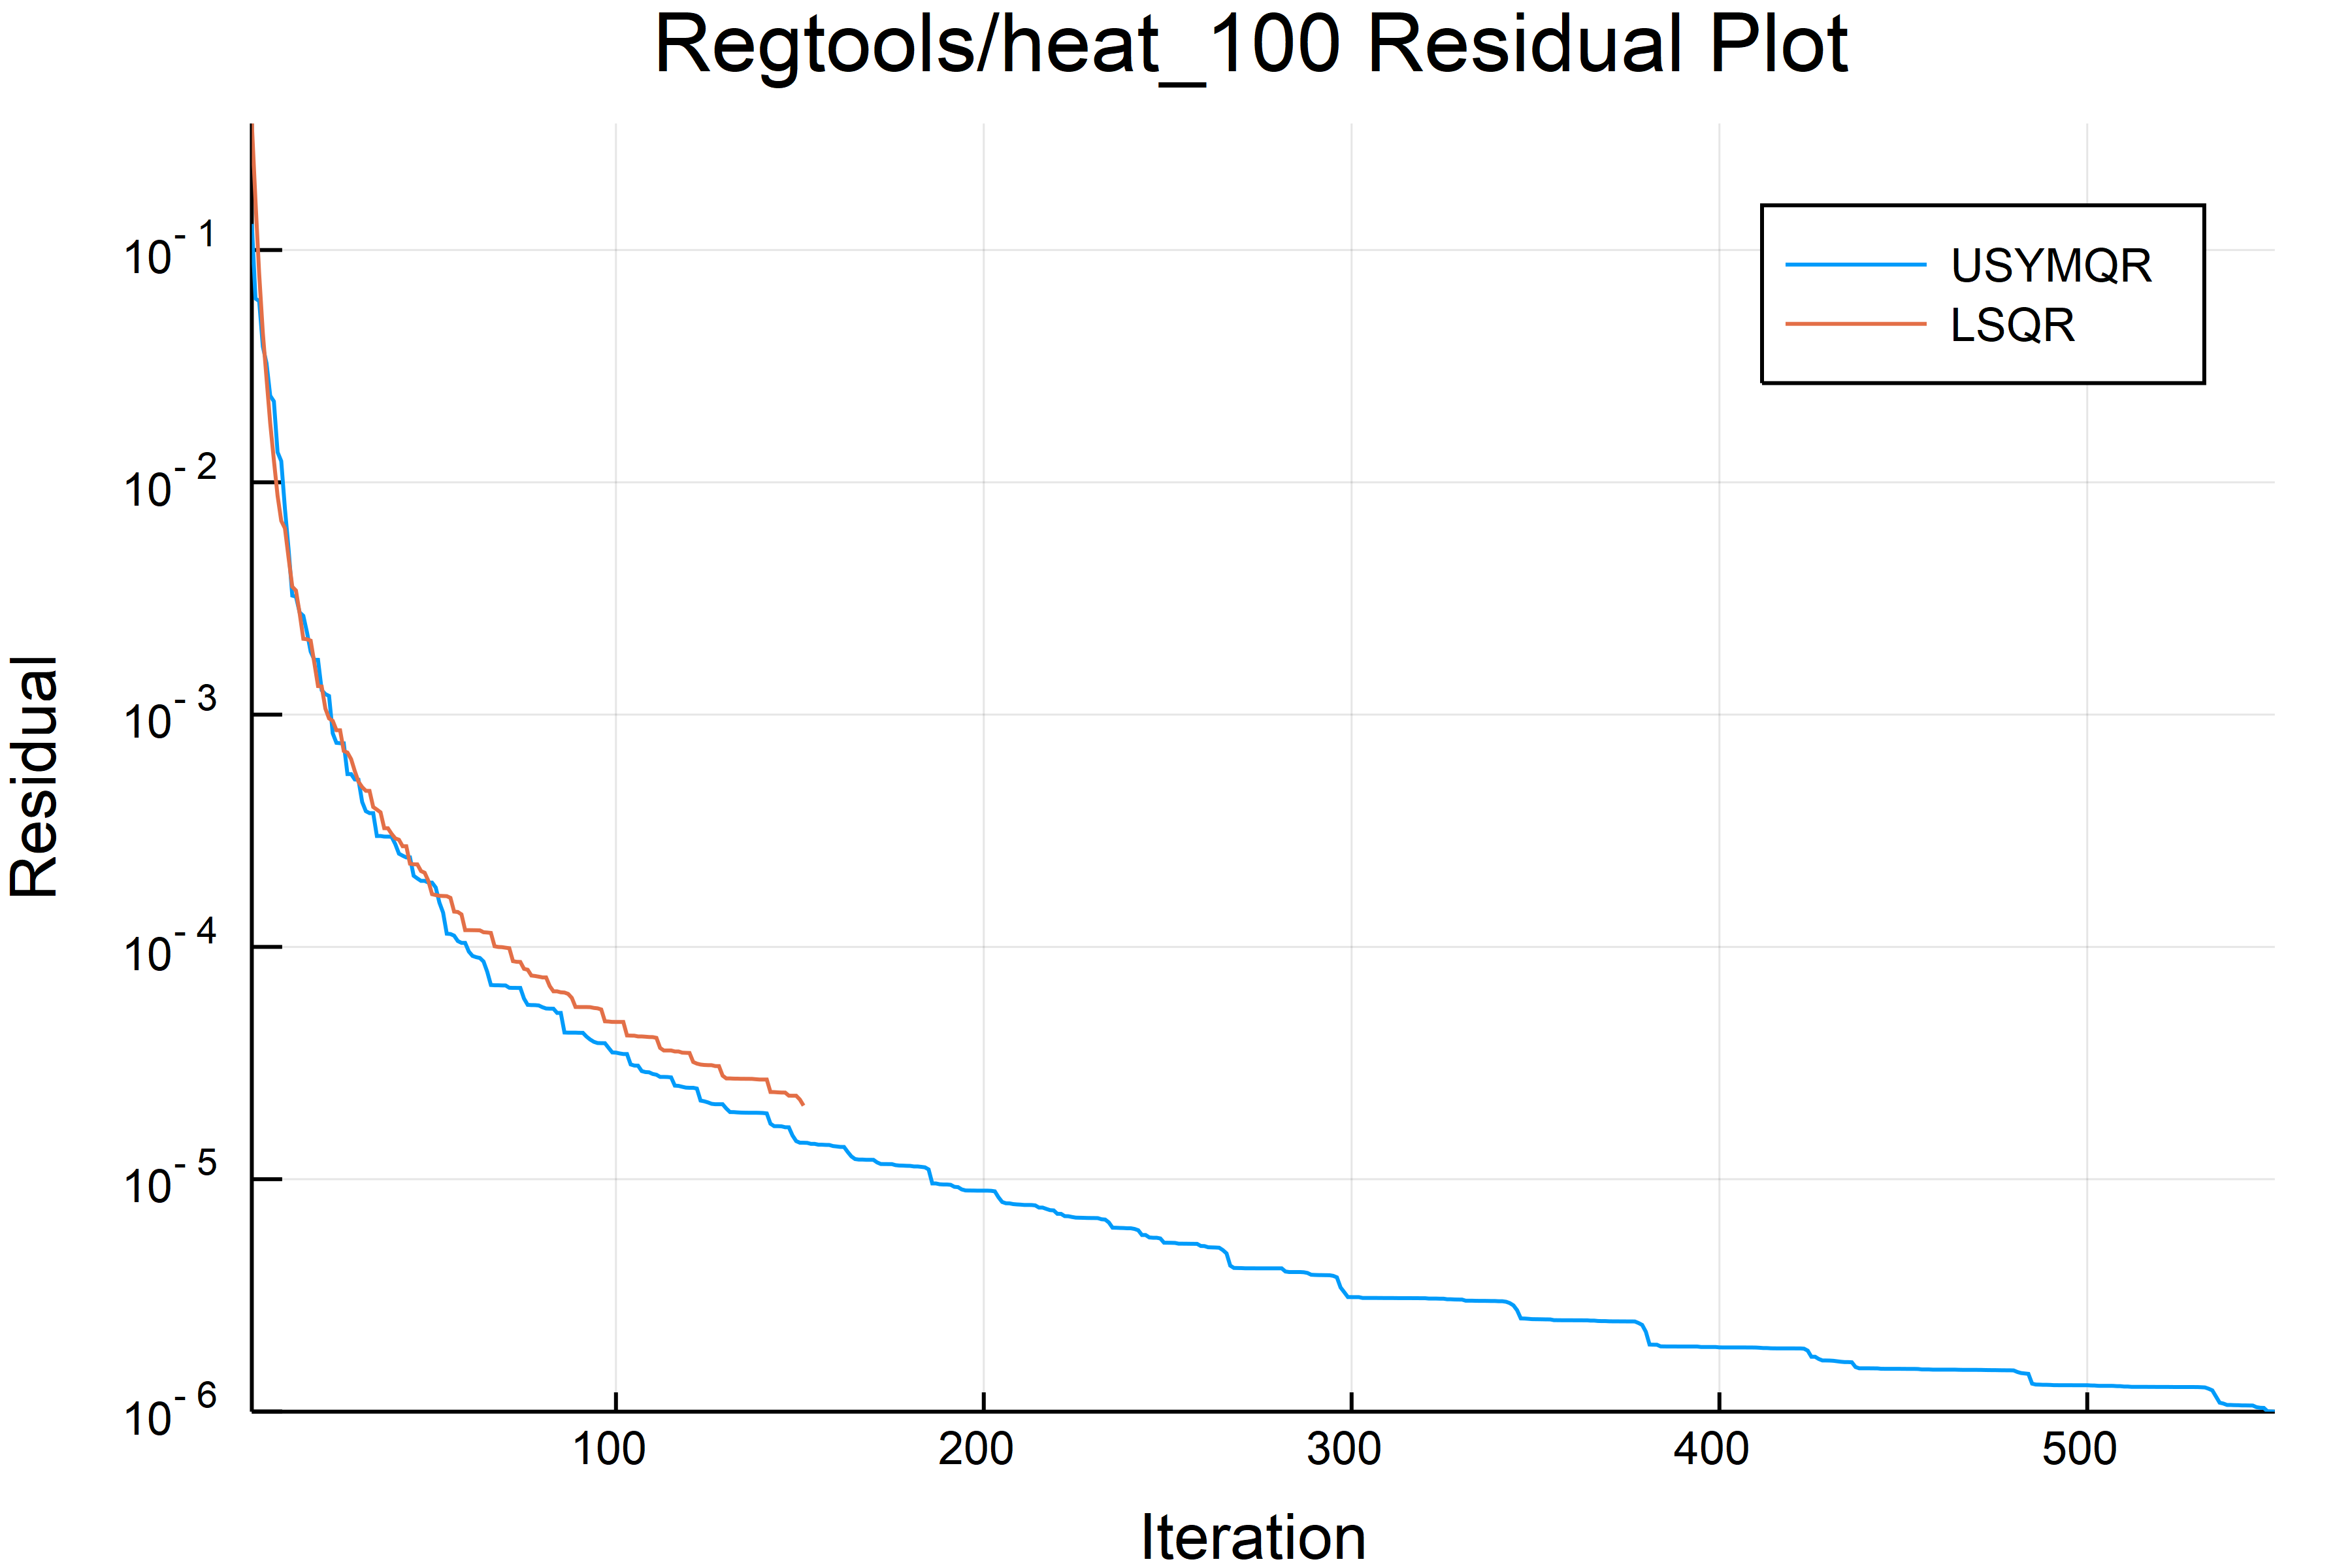 Regtools/heat_100 Residual Plot
10⁻¹
10⁻²
10⁻³
10⁻⁴
10⁻⁵
10⁻⁶
Residual
USYMQR
LSQR
100 200 300 400 500
Iteration